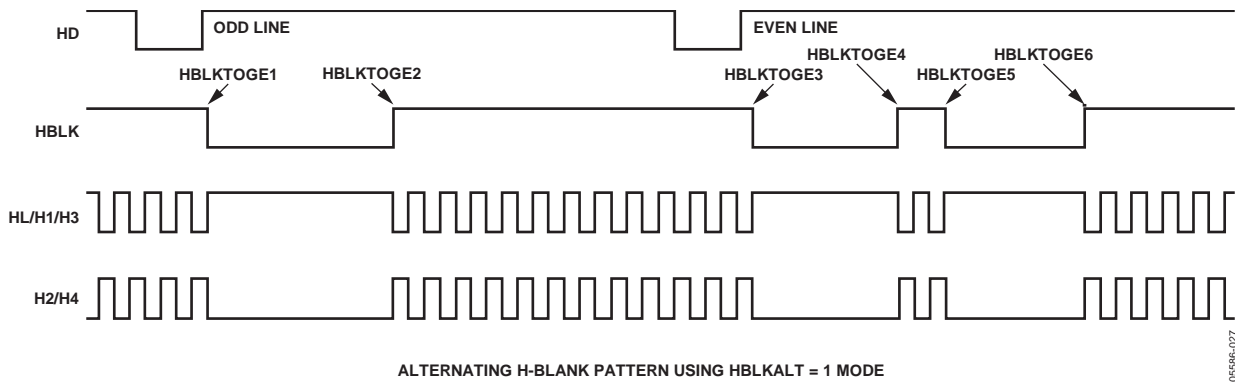 HD
ODD LINE
EVEN LINE
HBLKTOGE1
HBLKTOGE2
HBLKTOGE3
HBLKTOGE4
HBLKTOGE5
HBLKTOGE6
HBLK
HL/H1/H3
H2/H4
ALTERNATING H-BLANK PATTERN USING HBLKALT = 1 MODE
05586-027